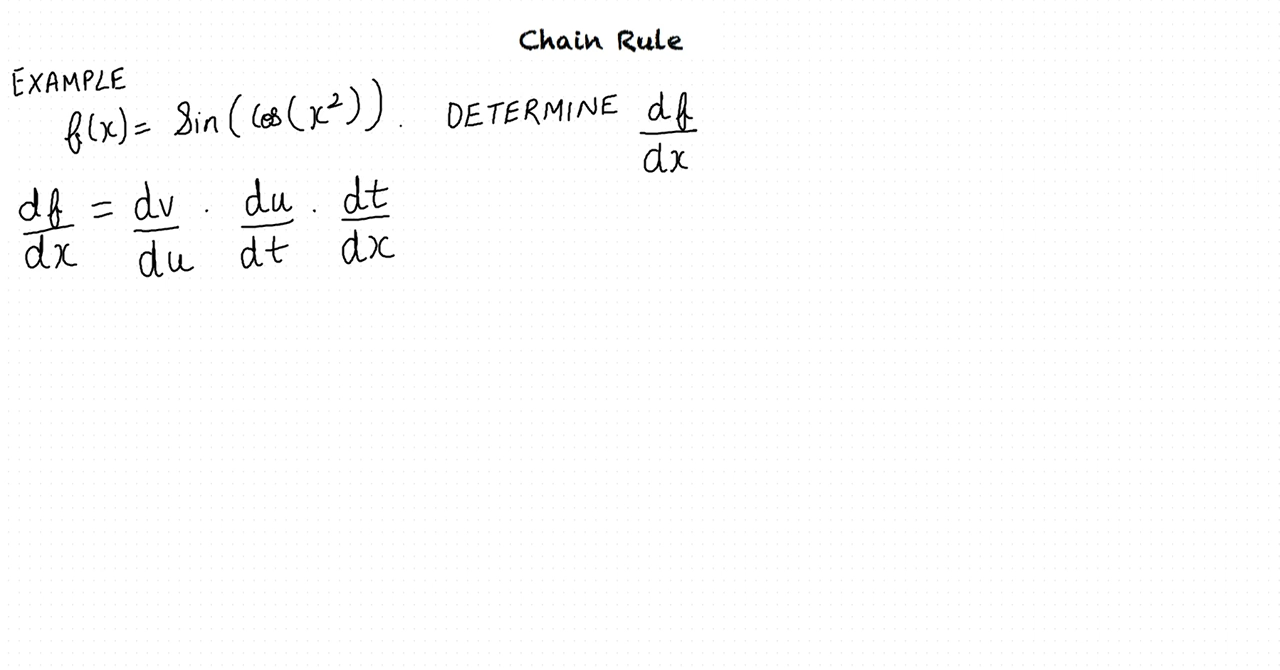 Chain Rule
EXAMPLE
f(x) = Sin(Cos(x²)). DETERMINE df/dx
df/dx = dv/du · du/dt · dt/dx